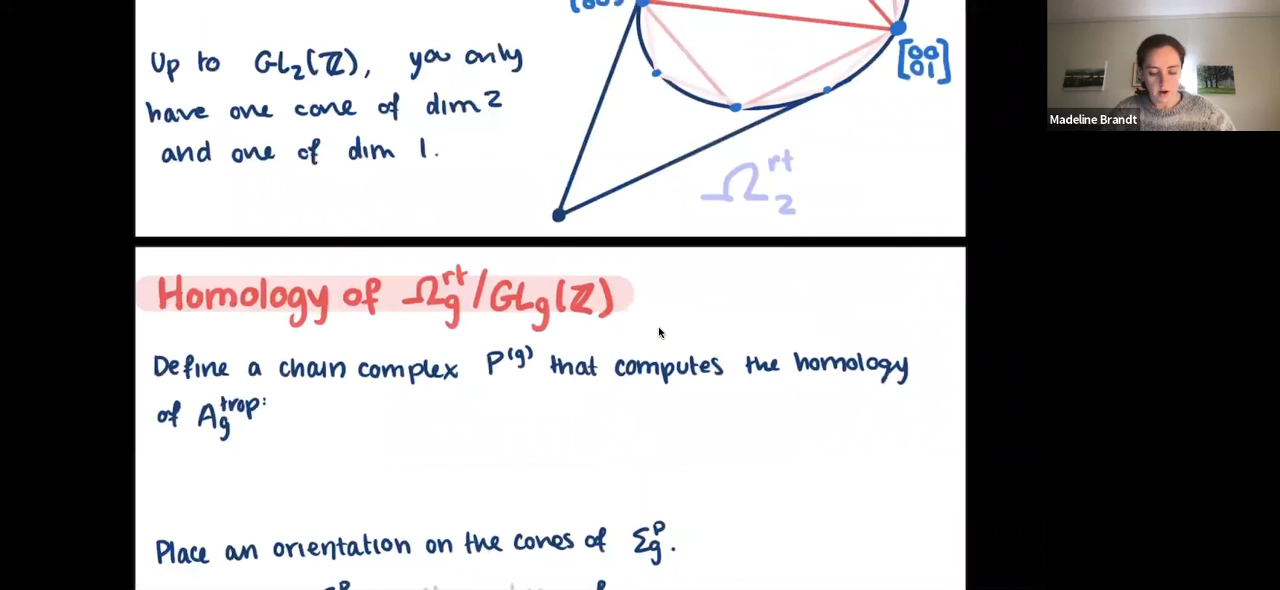 Up to GL₂(ℤ), you only
have one cone of dim 2
and one of dim 1.
[00
01]
Ω₂ʳᵗ
Madeline Brandt
Homology of Ω_g^rt/GL_g(ℤ)
Define a chain complex P^(g) that computes the homology
of A_g^trop:
Place an orientation on the cones of Σ_g^P.